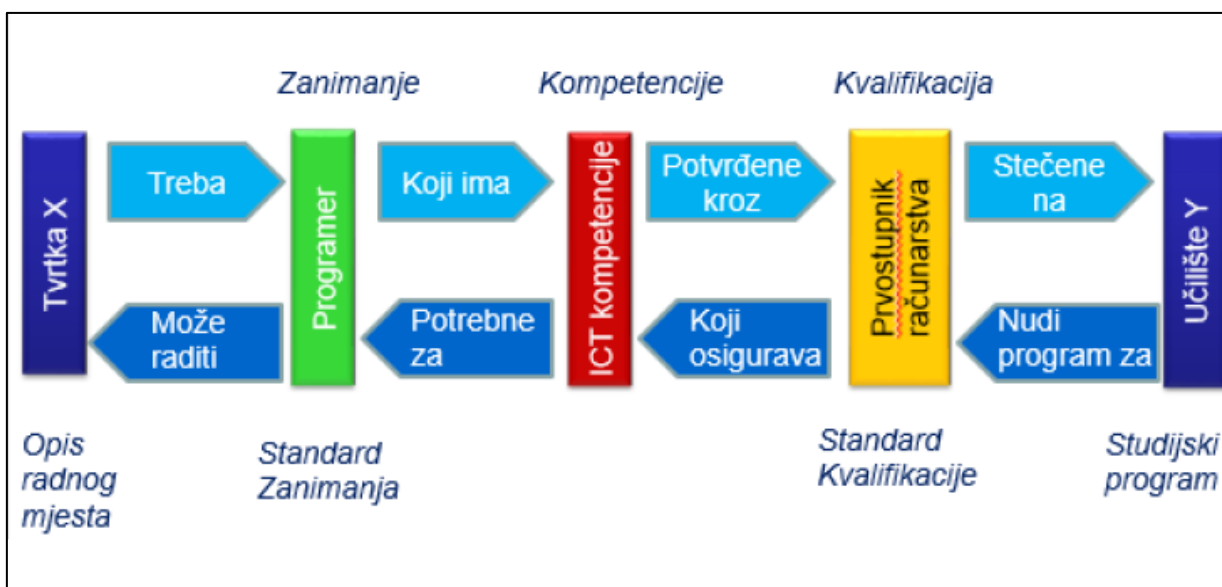 Zanimanje
Kompetencije
Kvalifikacija
Tvrtka X
Treba
Programer
Koji ima
ICT kompetencije
Potvrđene
kroz
Prvostupnik
računarstva
Stečene
na
Učilište Y
Može
raditi
Potrebne
za
Koji
osigurava
Nudi
program za
Opis
radnog
mjesta
Standard
Zanimanja
Standard
Kvalifikacije
Studijski
program